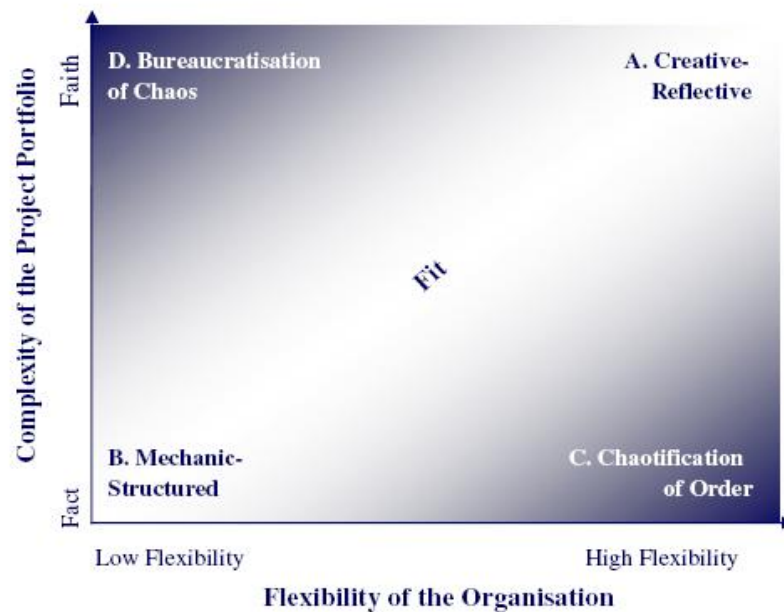 Complexity of the Project Portfolio
Faith
Fact
D. Bureaucratisation
of Chaos
A. Creative-
Reflective
Fit
B. Mechanic-
Structured
C. Chaotification
of Order
Low Flexibility
High Flexibility
Flexibility of the Organisation